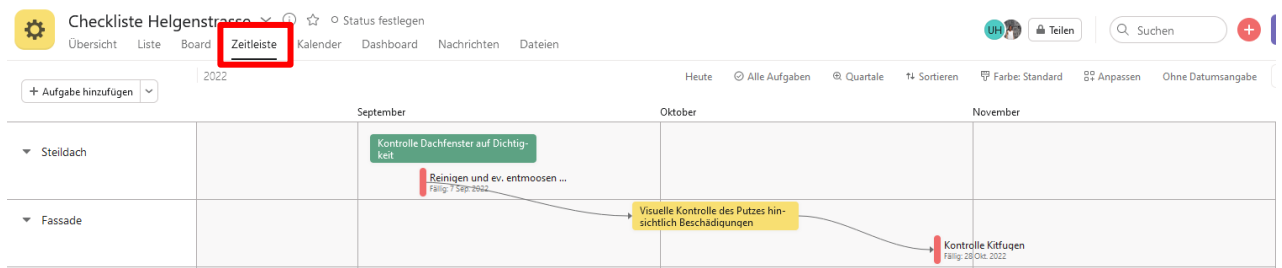 Checkliste Helgenstrasse
Status festlegen
Übersicht Liste Board Zeitleiste Kalender Dashboard Nachrichten Dateien
UH
Teilen
Suchen
+ Aufgabe hinzufügen
2022
Heute Alle Aufgaben Quartale Sortieren Farbe: Standard Anpassen Ohne Datumsangabe
September Oktober November
Steildach
Kontrolle Dachfenster auf Dichtig-
keit
Reinigen und ev. entmoosen ...
Fällig: 7 Sep. 2022
Fassade
Visuelle Kontrolle des Putzes hin-
sichtlich Beschädigungen
Kontrolle Kitfugen
Fällig: 28 Okt. 2022